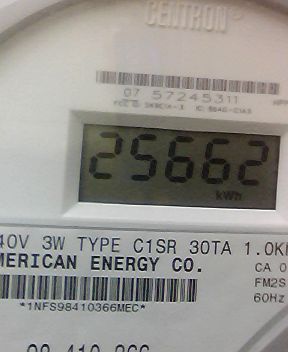 CENTRON®
07 57245311
25662
kWh
40V 3W TYPE C1SR 30TA 1.0K
MERICAN ENERGY CO.
CA 0
FM2S
60Hz
*1NFS98410366MEC*